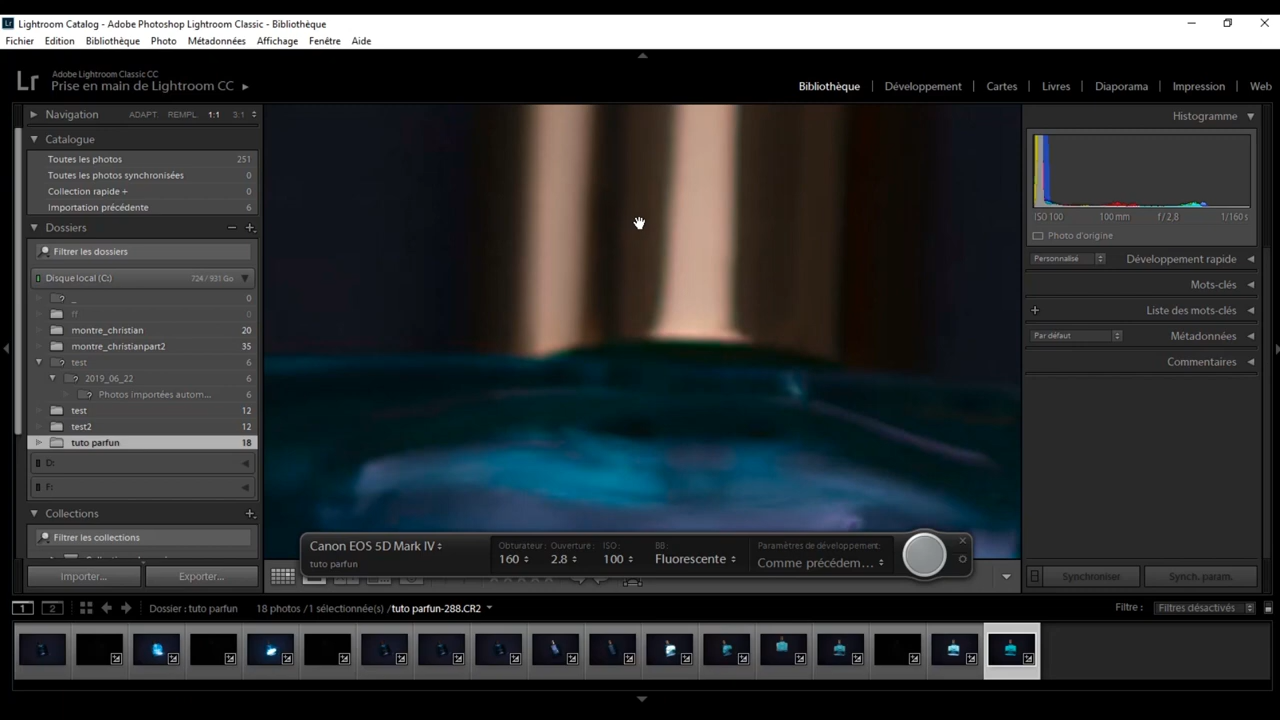 Lr Lightroom Catalog - Adobe Photoshop Lightroom Classic - Bibliothèque
Fichier Edition Bibliothèque Photo Métadonnées Affichage Fenêtre Aide
Lr Adobe Lightroom Classic CC
Prise en main de Lightroom CC
Bibliothèque Développement Cartes Livres Diaporama Impression Web
Navigation ADAPT. REMPL. 1:1 3:1
Catalogue
Toutes les photos 251
Toutes les photos synchronisées 0
Collection rapide + 0
Importation précédente 6
Dossiers
Filtrer les dossiers
Disque local (C:) 724 / 931 Go
_ 0
ff 0
montre_christian 20
montre_christianpart2 35
test 6
2019_06_22 6
Photos importées autom... 6
test 12
test2 12
tuto parfun 18
D:
F:
Collections
Filtrer les collections
Importer... Exporter...
Histogramme
ISO 100 100 mm f / 2,8 1/160 s
Photo d'origine
Personnalisé Développement rapide
Mots-clés
Liste des mots-clés
Par défaut Métadonnées
Commentaires
Canon EOS 5D Mark IV
tuto parfun
Obturateur: Ouverture: ISO: BB: Paramètres de développement:
160 2.8 100 Fluorescente Comme précédem...
Synchroniser Synch. param.
1 2 Dossier : tuto parfun 18 photos / 1 sélectionnée(s) / tuto parfun-288.CR2 Filtre : Filtres désactivés